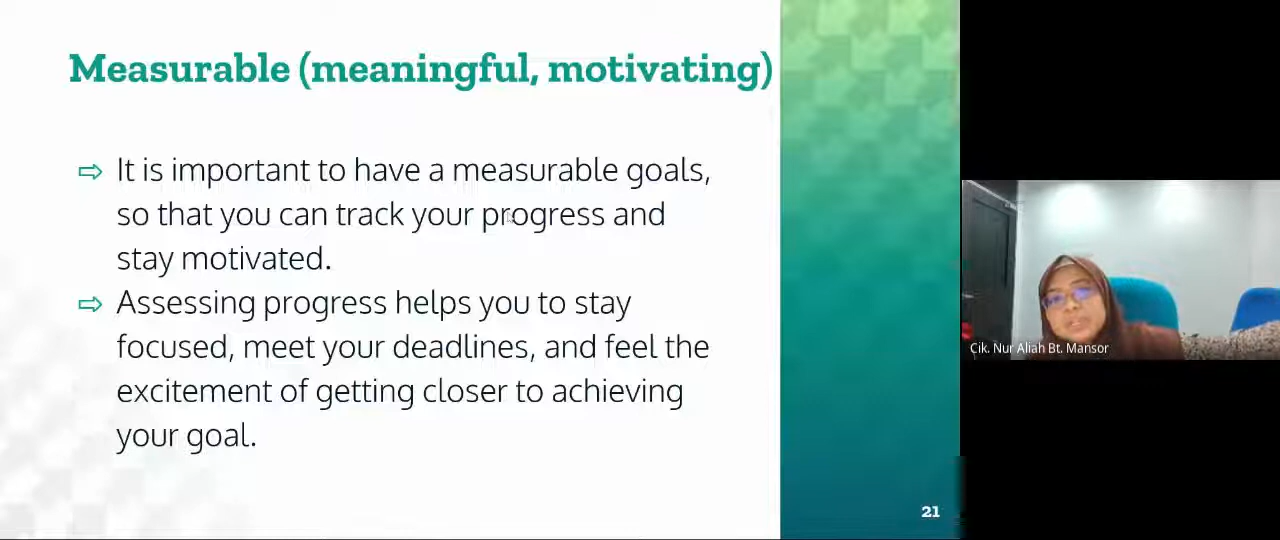 Measurable (meaningful, motivating)
⇨ It is important to have a measurable goals,
so that you can track your progress and
stay motivated.
⇨ Assessing progress helps you to stay
focused, meet your deadlines, and feel the
excitement of getting closer to achieving
your goal.
21
Cik. Nur Aliah Bt. Mansor